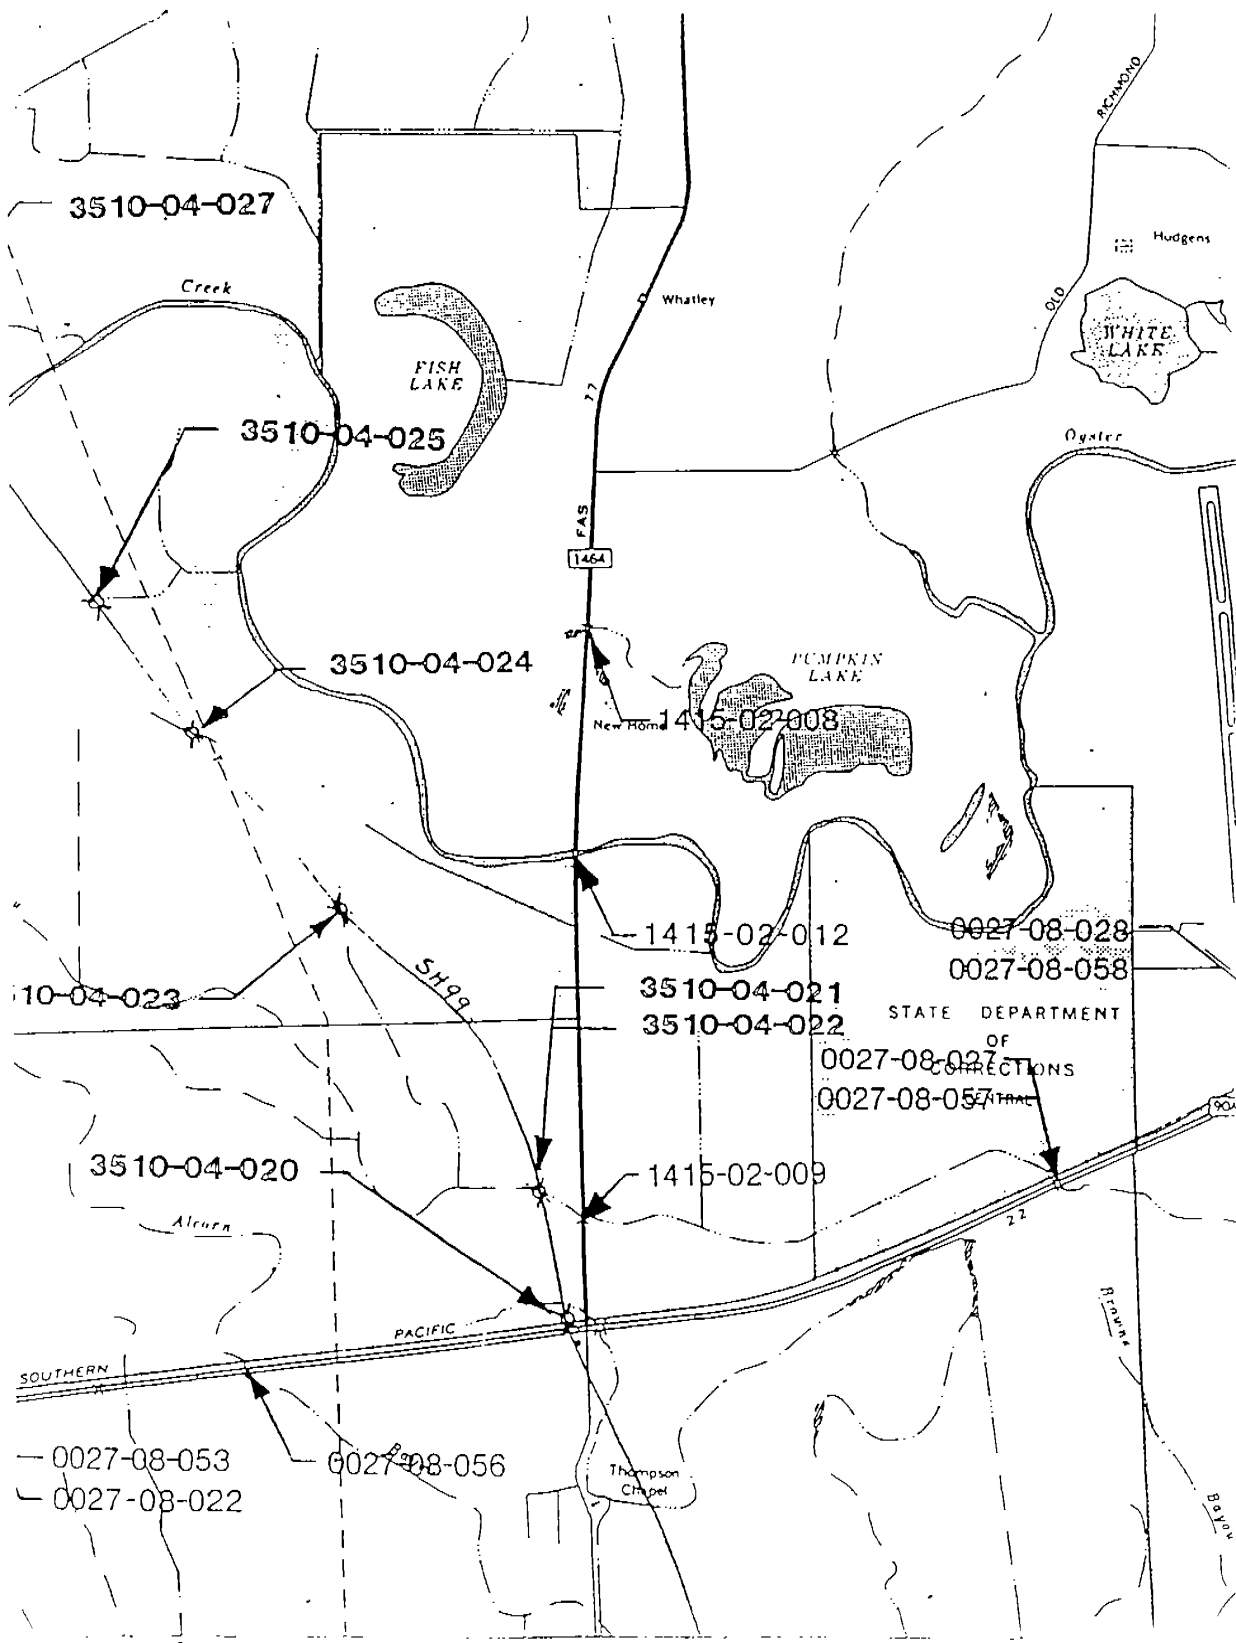 RICHMOND
OLD
3510-04-027
Hudgens
Creek
Whatley
WHITE
LAKE
FISH
LAKE
77
3510-04-025
Oyster
FAS
1464
3510-04-024
PUMPKIN
LAKE
New Home
1415-02-008
1415-02-012
0027-08-028
0027-08-058
SH99
10-04-023
3510-04-021
3510-04-022
STATE DEPARTMENT
OF
CORRECTIONS
CENTRAL
0027-08-027
0027-08-057
90A
3510-04-020
1415-02-009
Alcorn
22
PACIFIC
SOUTHERN
0027-08-053
0027-08-022
0027-08-056
Thompson
Chapel
Bayou